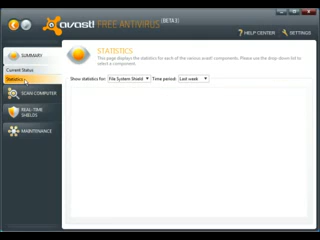 avast! FREE ANTIVIRUS [BETA 3]
? HELP CENTER SETTINGS
SUMMARY
Current Status
Statistics
SCAN COMPUTER
REAL-TIME
SHIELDS
MAINTENANCE
STATISTICS
This page displays the statistics for each of the various avast! components. Please use the drop-down list to
select a component.
Show statistics for: File System Shield Time period: Last week